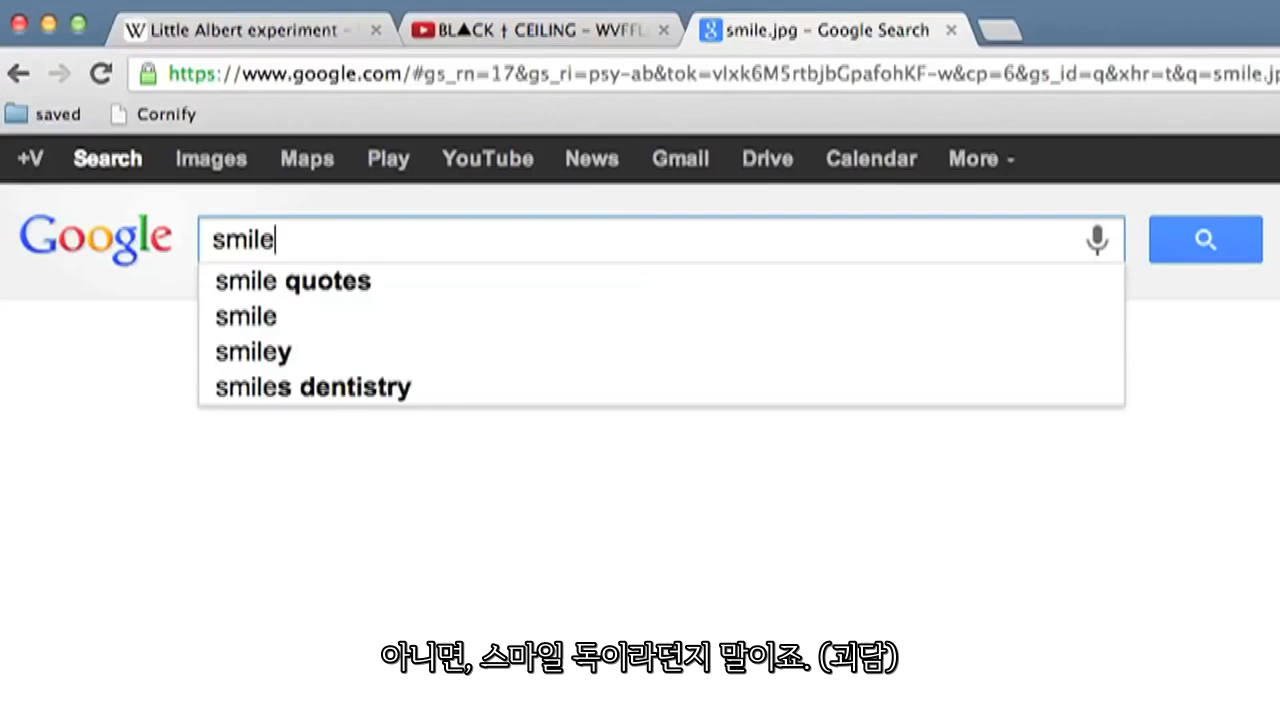 Little Albert experiment –
BL▲CK † CEILING – WVFFL
smile.jpg – Google Search
https://www.google.com/#gs_rn=17&gs_ri=psy-ab&tok=vlxk6M5rtbjbGpafohKF-w&cp=6&gs_id=q&xhr=t&q=smile.jp
saved
Cornify
+V Search Images Maps Play YouTube News Gmail Drive Calendar More
Google
smile
smile quotes
smile
smiley
smiles dentistry
아니면, 스마일 독이라던지 말이죠. (괴담)